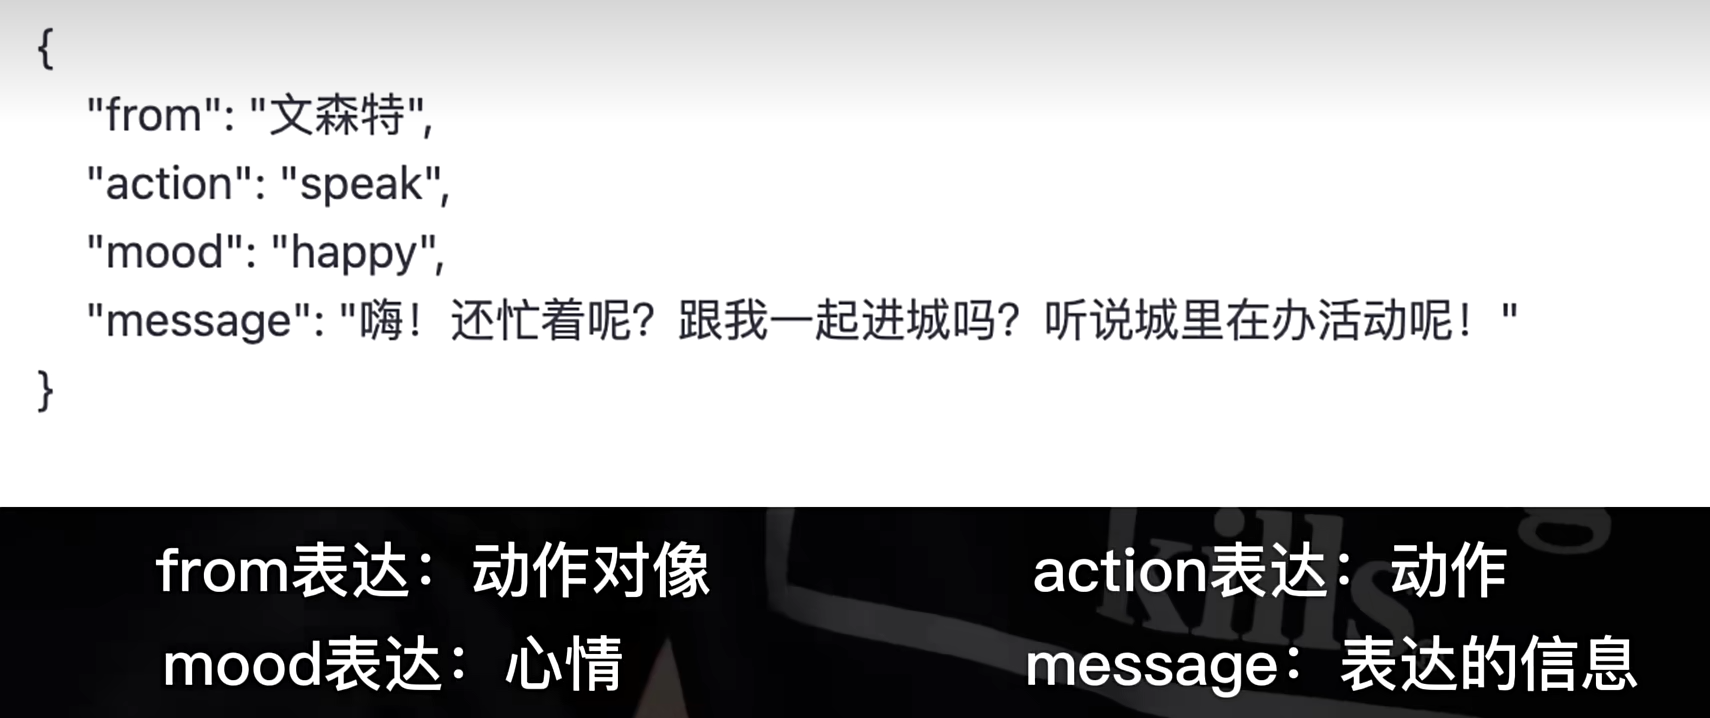 {
"from": "文森特",
"action": "speak",
"mood": "happy",
"message": "嗨！还忙着呢？跟我一起进城吗？听说城里在办活动呢！"
}
g
kills
from表达：动作对像
action表达：动作
mood表达：心情
message：表达的信息